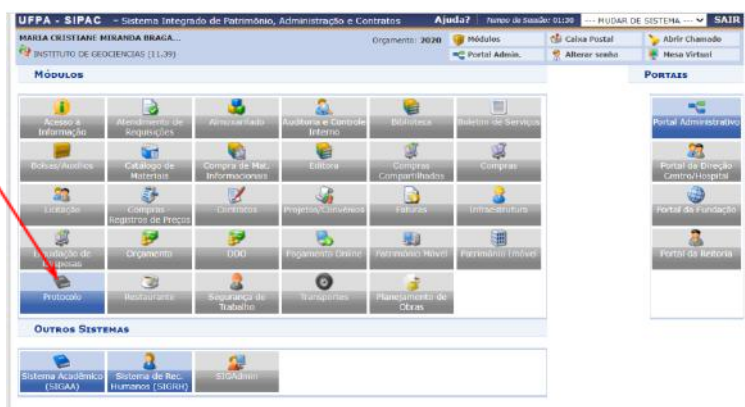 UFPA - SIPAC - Sistema Integrado de Patrimônio, Administração e Contratos Ajuda? Tempo de Sessão: 01:30 --- MUDAR DE SISTEMA --- SAIR
MARIA CRISTIANE MIRANDA BRAGA... Orçamento: 2020 Módulos Caixa Postal Abrir Chamado
INSTITUTO DE GEOCIENCIAS (11.39) Portal Admin. Alterar senha Mesa Virtual
MÓDULOS PORTAIS
Acesso a Informação
Atendimento de Requisições
Almoxarifado
Auditoria e Controle Interno
Biblioteca
Boletim de Serviços
Portal Administrativo
Bolsas/Auxílios
Catálogo de Materiais
Compra de Mat. Informacionais
Editora
Compras Compartilhadas
Compras
Portal da Direção Centro/Hospital
Licitação
Compras - Registros de Preços
Contratos
Projetos/Convênios
Faturas
Infraestrutura
Portal da Fundação
Liquidação de Despesas
Orçamento
DDO
Pagamento Online
Patrimônio Móvel
Patrimônio Imóvel
Portal da Reitoria
Protocolo
Restaurante
Segurança do Trabalho
Transportes
Planejamento de Obras
OUTROS SISTEMAS
Sistema Acadêmico (SIGAA)
Sistema de Rec. Humanos (SIGRH)
SIGAdmin